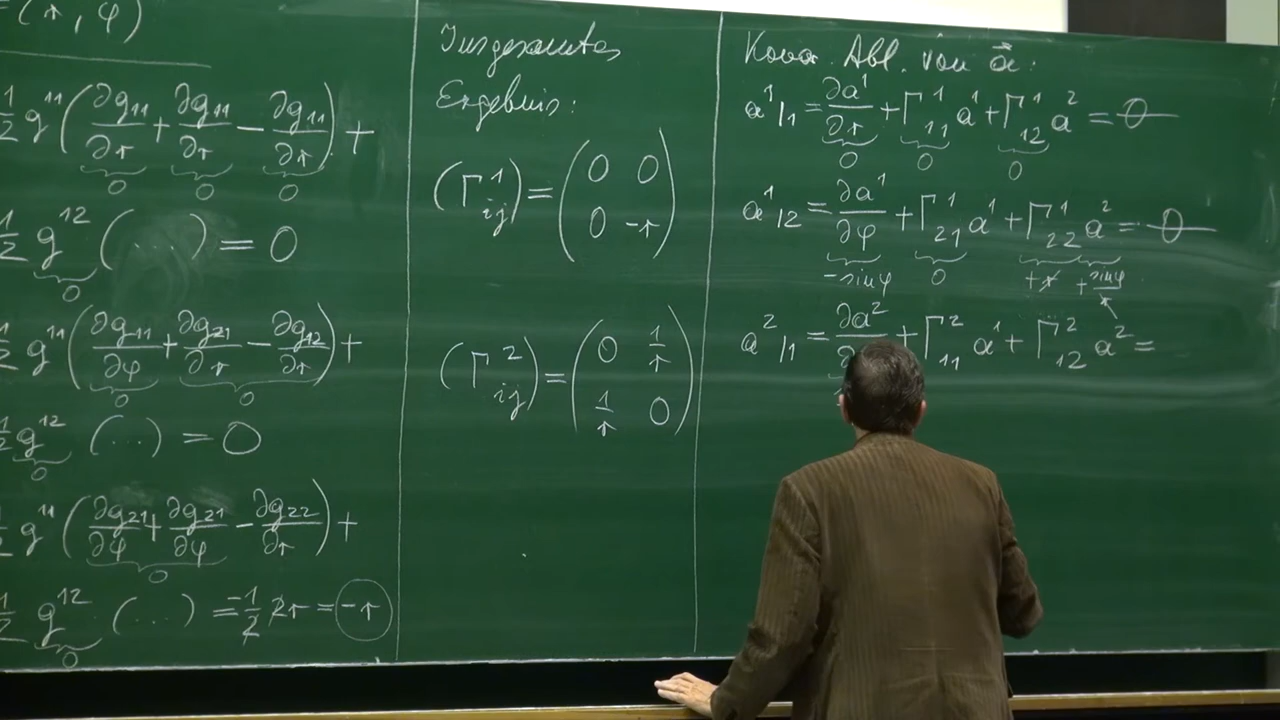 = (r, φ)
1/2 g^11 (∂g_11/∂r + ∂g_11/∂r − ∂g_11/∂r) +
0 0 0
1/2 g^12 (...) = 0
0
1/2 g^11 (∂g_11/∂φ + ∂g_21/∂r − ∂g_12/∂r) +
0 0
1/2 g^12 (...) = 0
0
1/2 g^11 (∂g_21/∂φ + ∂g_21/∂φ − ∂g_22/∂r) +
0
1/2 g^12 (...) = −1/2 2r = −r
0
Insgesamtes
Ergebnis:
(Γ^1_ij) = (0 0
0 −r)
(Γ^2_ij) = (0 1/r
1/r 0)
Kova. Abl. von a⃗:
a^1|_1 = ∂a^1/∂r + Γ^1_11 a^1 + Γ^1_12 a^2 = 0
0 0 0
a^1|_2 = ∂a^1/∂φ + Γ^1_21 a^1 + Γ^1_22 a^2 = 0
−sinφ 0 +r +sinφ/r
a^2|_1 = ∂a^2/∂ + Γ^2_11 a^1 + Γ^2_12 a^2 =